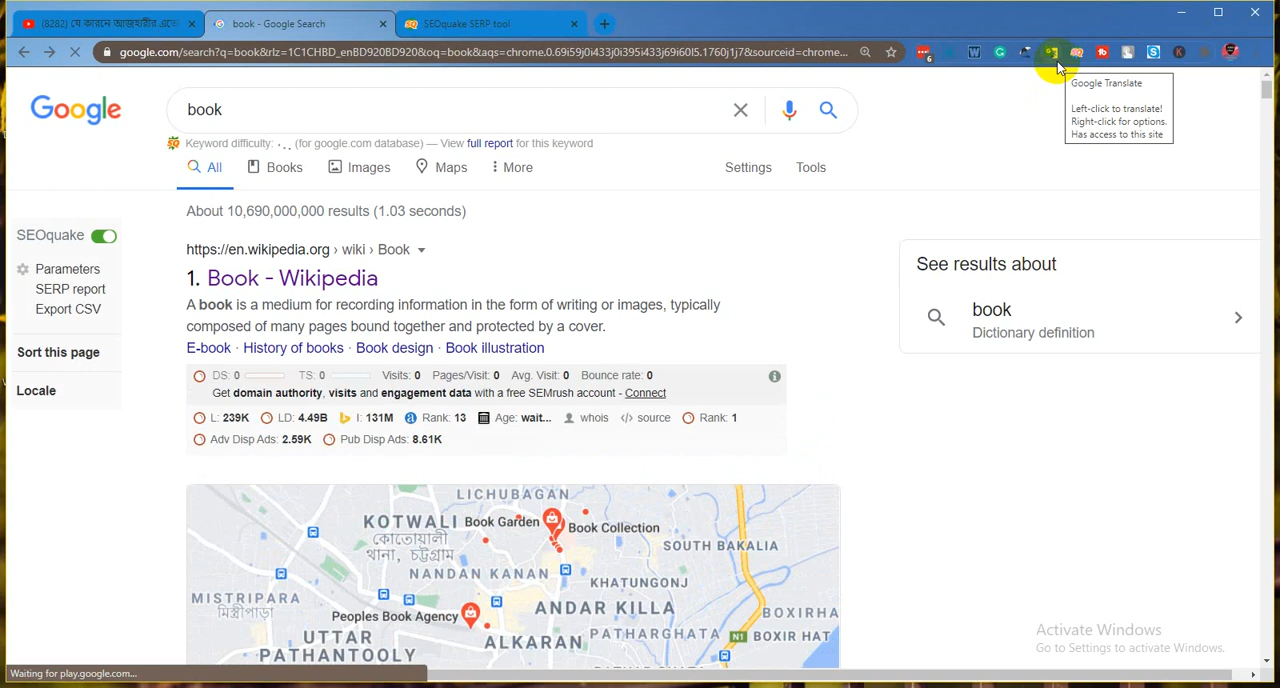 (8282) যে কারনে আজহারীর এতে
book - Google Search
SEOquake SERP tool
google.com/search?q=book&rlz=1C1CHBD_enBD920BD920&oq=book&aqs=chrome.0.69i59j0i433j0i395i433j69i60l5.1760j1j7&sourceid=chrome...
6
Google Translate
Left-click to translate!
Right-click for options.
Has access to this site
Google
book
Keyword difficulty: . . . (for google.com database) — View full report for this keyword
All Books Images Maps More Settings Tools
About 10,690,000,000 results (1.03 seconds)
SEOquake
Parameters
SERP report
Export CSV
Sort this page
Locale
https://en.wikipedia.org › wiki › Book
1. Book - Wikipedia
A book is a medium for recording information in the form of writing or images, typically
composed of many pages bound together and protected by a cover.
E-book · History of books · Book design · Book illustration
DS: 0 TS: 0 Visits: 0 Pages/Visit: 0 Avg. Visit: 0 Bounce rate: 0
Get domain authority, visits and engagement data with a free SEMrush account - Connect
L: 239K LD: 4.49B I: 131M Rank: 13 Age: wait... whois source Rank: 1
Adv Disp Ads: 2.59K Pub Disp Ads: 8.61K
See results about
book
Dictionary definition
LICHUBAGAN
KOTWALI
কোতোয়ালী
থানা, চট্টগ্রাম
Book Garden
Book Collection
SOUTH BAKALIA
NANDAN KANAN
KHATUNGONJ
MISTRIPARA
মিস্ত্রিপাড়া
ANDAR KILLA
BOXIRHA
Peoples Book Agency
UTTAR
PATHANTOOLY
ALKARAN
PATHARGHATA
N1
BOXIR HAT
Activate Windows
Go to Settings to activate Windows.
Waiting for play.google.com...